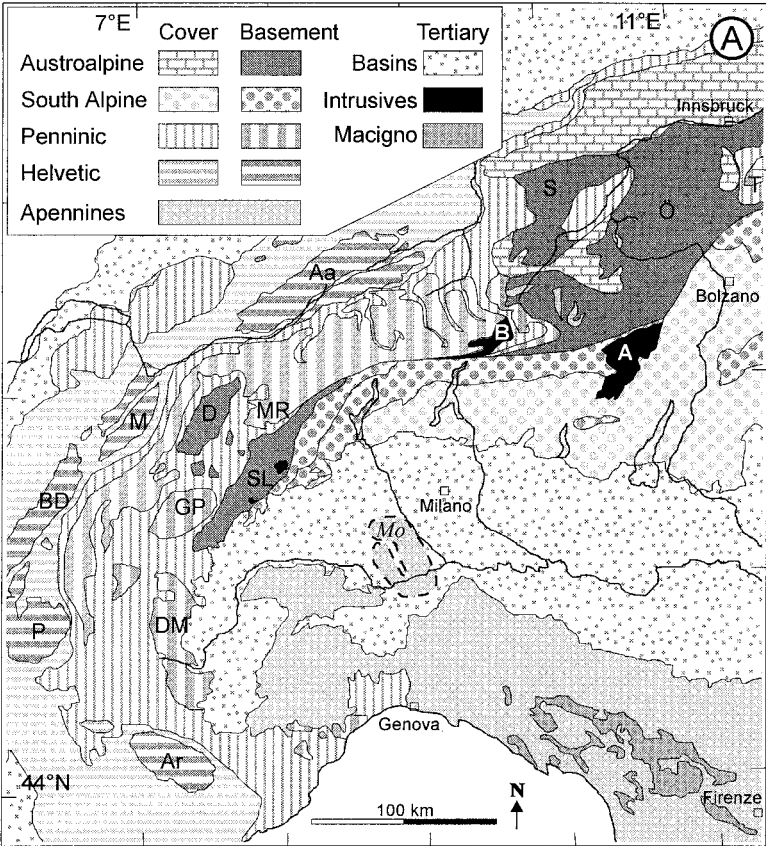 7°E
11°E
A
Cover Basement Tertiary
Austroalpine
Basins
South Alpine
Intrusives
Penninic
Macigno
Helvetic
Apennines
Innsbruck
S
T
Ö
Aa
Bolzano
B
A
M
D
MR
SL
BD
GP
Milano
Mo
P
DM
Genova
Ar
44°N
N
100 km
Firenze